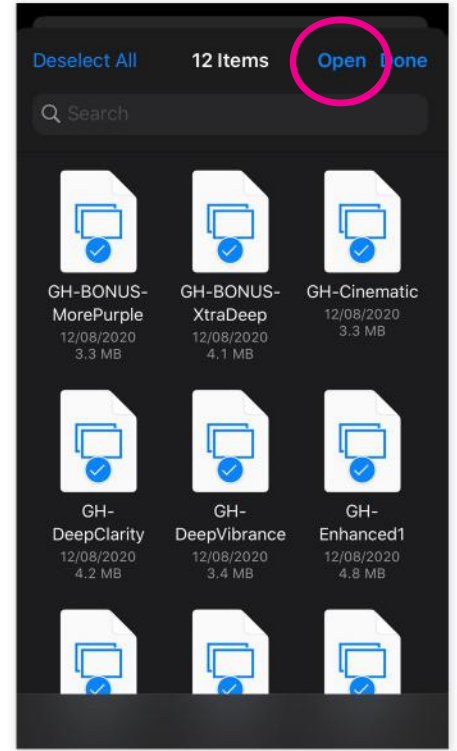 Deselect All 12 Items Open Done
Search
GH-BONUS- GH-BONUS- GH-Cinematic
MorePurple XtraDeep 12/08/2020
12/08/2020 12/08/2020 3.3 MB
3.3 MB 4.1 MB
GH- GH- GH-
DeepClarity DeepVibrance Enhanced1
12/08/2020 12/08/2020 12/08/2020
4.2 MB 3.4 MB 4.8 MB